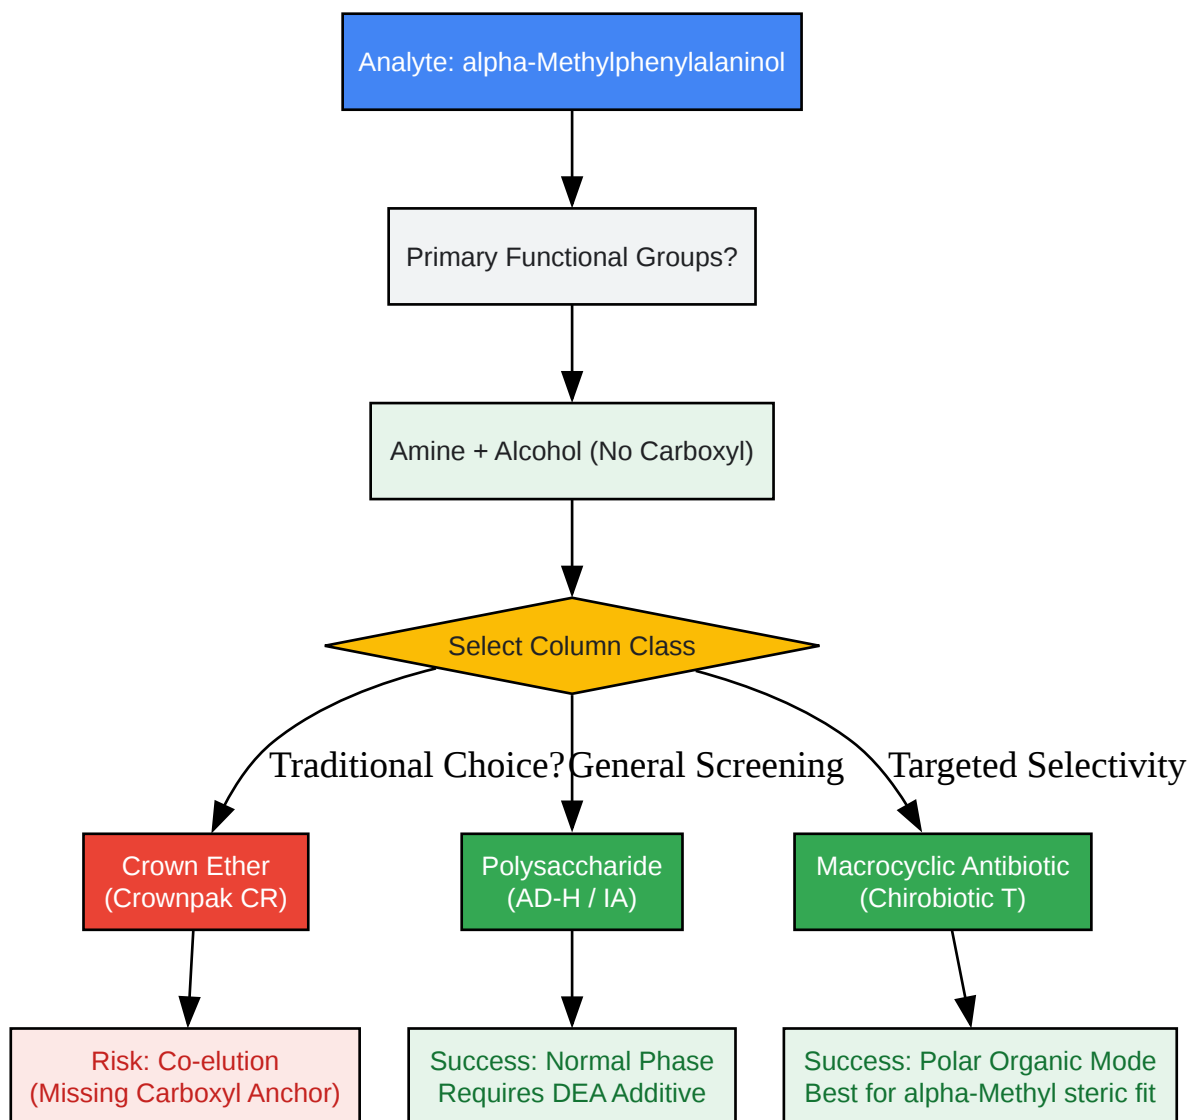 Analyte: alpha-Methylphenylalaninol
Primary Functional Groups?
Amine + Alcohol (No Carboxyl)
Select Column Class
Traditional Choice?
General Screening
Targeted Selectivity
Crown Ether
(Crownpak CR)
Polysaccharide
(AD-H / IA)
Macrocyclic Antibiotic
(Chirobiotic T)
Risk: Co-elution
(Missing Carboxyl Anchor)
Success: Normal Phase
Requires DEA Additive
Success: Polar Organic Mode
Best for alpha-Methyl steric fit